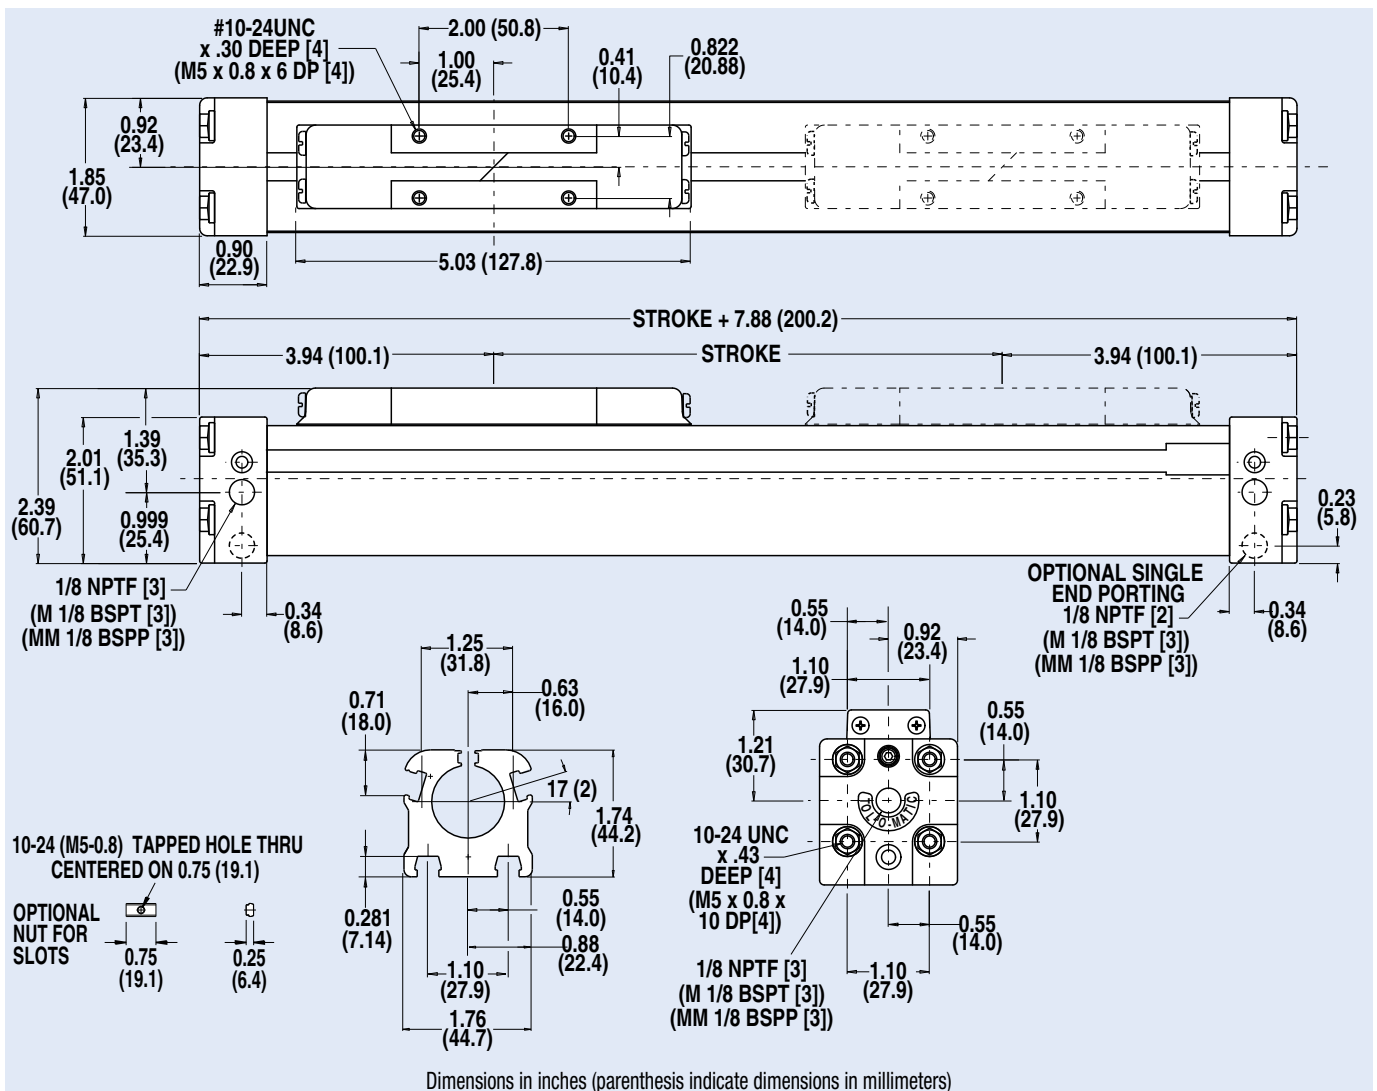 #10-24UNC
x .30 DEEP [4]
(M5 x 0.8 x 6 DP [4])
2.00 (50.8)
1.00
(25.4)
0.41
(10.4)
0.822
(20.88)
0.92
(23.4)
1.85
(47.0)
0.90
(22.9)
5.03 (127.8)
STROKE + 7.88 (200.2)
3.94 (100.1)
STROKE
3.94 (100.1)
1.39
(35.3)
2.01
(51.1)
2.39
(60.7)
0.999
(25.4)
0.23
(5.8)
1/8 NPTF [3]
(M 1/8 BSPT [3])
(MM 1/8 BSPP [3])
0.34
(8.6)
OPTIONAL SINGLE
END PORTING
1/8 NPTF [2]
(M 1/8 BSPT [3])
(MM 1/8 BSPP [3])
0.34
(8.6)
1.25
(31.8)
0.63
(16.0)
0.71
(18.0)
17 (2)
1.74
(44.2)
0.281
(7.14)
0.55
(14.0)
0.88
(22.4)
1.10
(27.9)
1.76
(44.7)
10-24 (M5-0.8) TAPPED HOLE THRU
CENTERED ON 0.75 (19.1)
OPTIONAL
NUT FOR
SLOTS
0.75
(19.1)
0.25
(6.4)
0.55
(14.0)
0.92
(23.4)
1.10
(27.9)
0.55
(14.0)
1.21
(30.7)
1.10
(27.9)
TOL-O-MATIC
10-24 UNC
x .43
DEEP [4]
(M5 x 0.8 x
10 DP[4])
0.55
(14.0)
1.10
(27.9)
1/8 NPTF [3]
(M 1/8 BSPT [3])
(MM 1/8 BSPP [3])
Dimensions in inches (parenthesis indicate dimensions in millimeters)